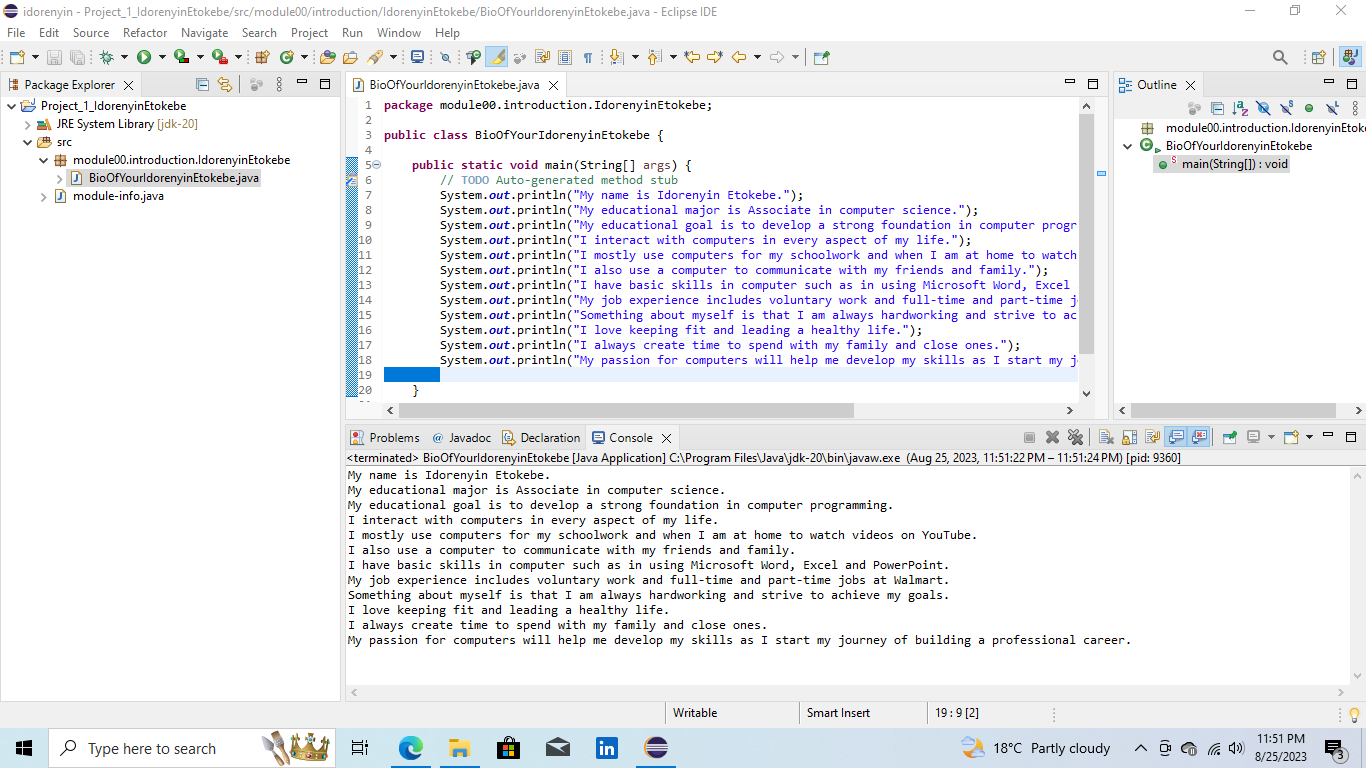 idorenyin - Project_1_IdorenyinEtokebe/src/module00/introduction/IdorenyinEtokebe/BioOfYourIdorenyinEtokebe.java - Eclipse IDE
File Edit Source Refactor Navigate Search Project Run Window Help
Package Explorer
Project_1_IdorenyinEtokebe
JRE System Library [jdk-20]
src
module00.introduction.IdorenyinEtokebe
BioOfYourIdorenyinEtokebe.java
module-info.java
BioOfYourIdorenyinEtokebe.java
1 package module00.introduction.IdorenyinEtokebe;
2
3 public class BioOfYourIdorenyinEtokebe {
4
5 public static void main(String[] args) {
6 // TODO Auto-generated method stub
7 System.out.println("My name is Idorenyin Etokebe.");
8 System.out.println("My educational major is Associate in computer science.");
9 System.out.println("My educational goal is to develop a strong foundation in computer progr
10 System.out.println("I interact with computers in every aspect of my life.");
11 System.out.println("I mostly use computers for my schoolwork and when I am at home to watch
12 System.out.println("I also use a computer to communicate with my friends and family.");
13 System.out.println("I have basic skills in computer such as in using Microsoft Word, Excel
14 System.out.println("My job experience includes voluntary work and full-time and part-time j
15 System.out.println("Something about myself is that I am always hardworking and strive to ac
16 System.out.println("I love keeping fit and leading a healthy life.");
17 System.out.println("I always create time to spend with my family and close ones.");
18 System.out.println("My passion for computers will help me develop my skills as I start my j
19
20 }
Outline
module00.introduction.IdorenyinEtok
BioOfYourIdorenyinEtokebe
main(String[]) : void
Problems @ Javadoc Declaration Console
<terminated> BioOfYourIdorenyinEtokebe [Java Application] C:\Program Files\Java\jdk-20\bin\javaw.exe (Aug 25, 2023, 11:51:22 PM – 11:51:24 PM) [pid: 9360]
My name is Idorenyin Etokebe.
My educational major is Associate in computer science.
My educational goal is to develop a strong foundation in computer programming.
I interact with computers in every aspect of my life.
I mostly use computers for my schoolwork and when I am at home to watch videos on YouTube.
I also use a computer to communicate with my friends and family.
I have basic skills in computer such as in using Microsoft Word, Excel and PowerPoint.
My job experience includes voluntary work and full-time and part-time jobs at Walmart.
Something about myself is that I am always hardworking and strive to achieve my goals.
I love keeping fit and leading a healthy life.
I always create time to spend with my family and close ones.
My passion for computers will help me develop my skills as I start my journey of building a professional career.
Writable Smart Insert 19 : 9 [2]
Type here to search
18°C Partly cloudy
11:51 PM
8/25/2023
3